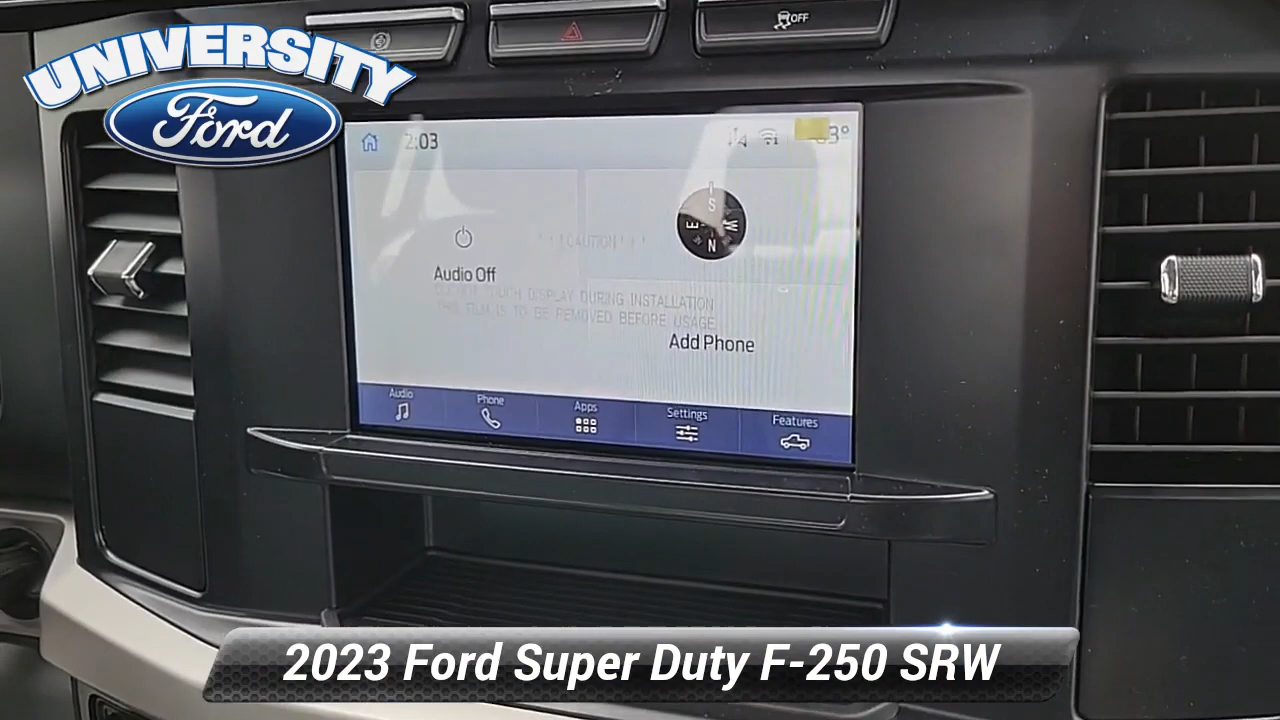 UNIVERSITY
Ford
OFF
2:03
3°
S
E W
N
! ! ! CAUTION ! ! !
Audio Off
DO NOT TOUCH DISPLAY DURING INSTALLATION
THIS FILM IS TO BE REMOVED BEFORE USAGE.
Add Phone
Audio
Phone
Apps
Settings
Features
2023 Ford Super Duty F-250 SRW